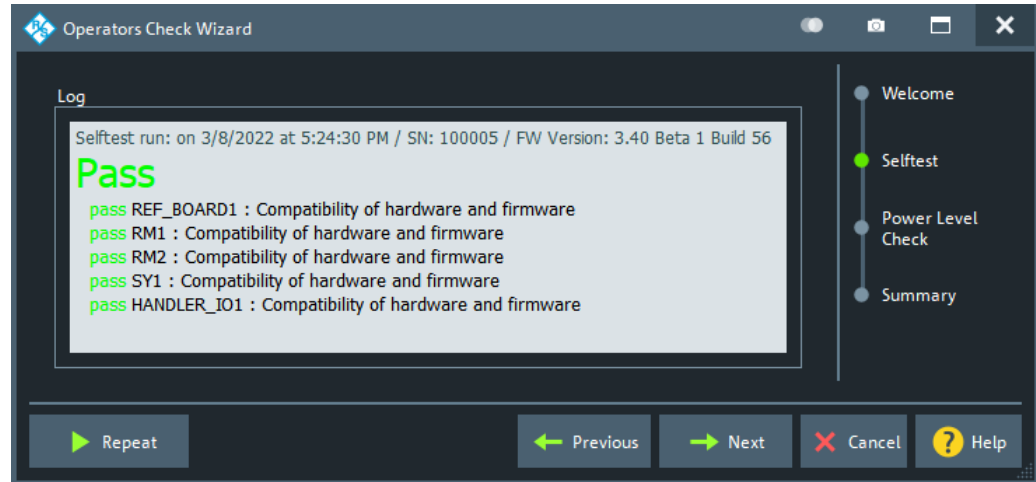 Operators Check Wizard
Log
Selftest run: on 3/8/2022 at 5:24:30 PM / SN: 100005 / FW Version: 3.40 Beta 1 Build 56
Pass
pass REF_BOARD1 : Compatibility of hardware and firmware
pass RM1 : Compatibility of hardware and firmware
pass RM2 : Compatibility of hardware and firmware
pass SY1 : Compatibility of hardware and firmware
pass HANDLER_IO1 : Compatibility of hardware and firmware
Welcome
Selftest
Power Level
Check
Summary
Repeat
Previous
Next
Cancel
? Help